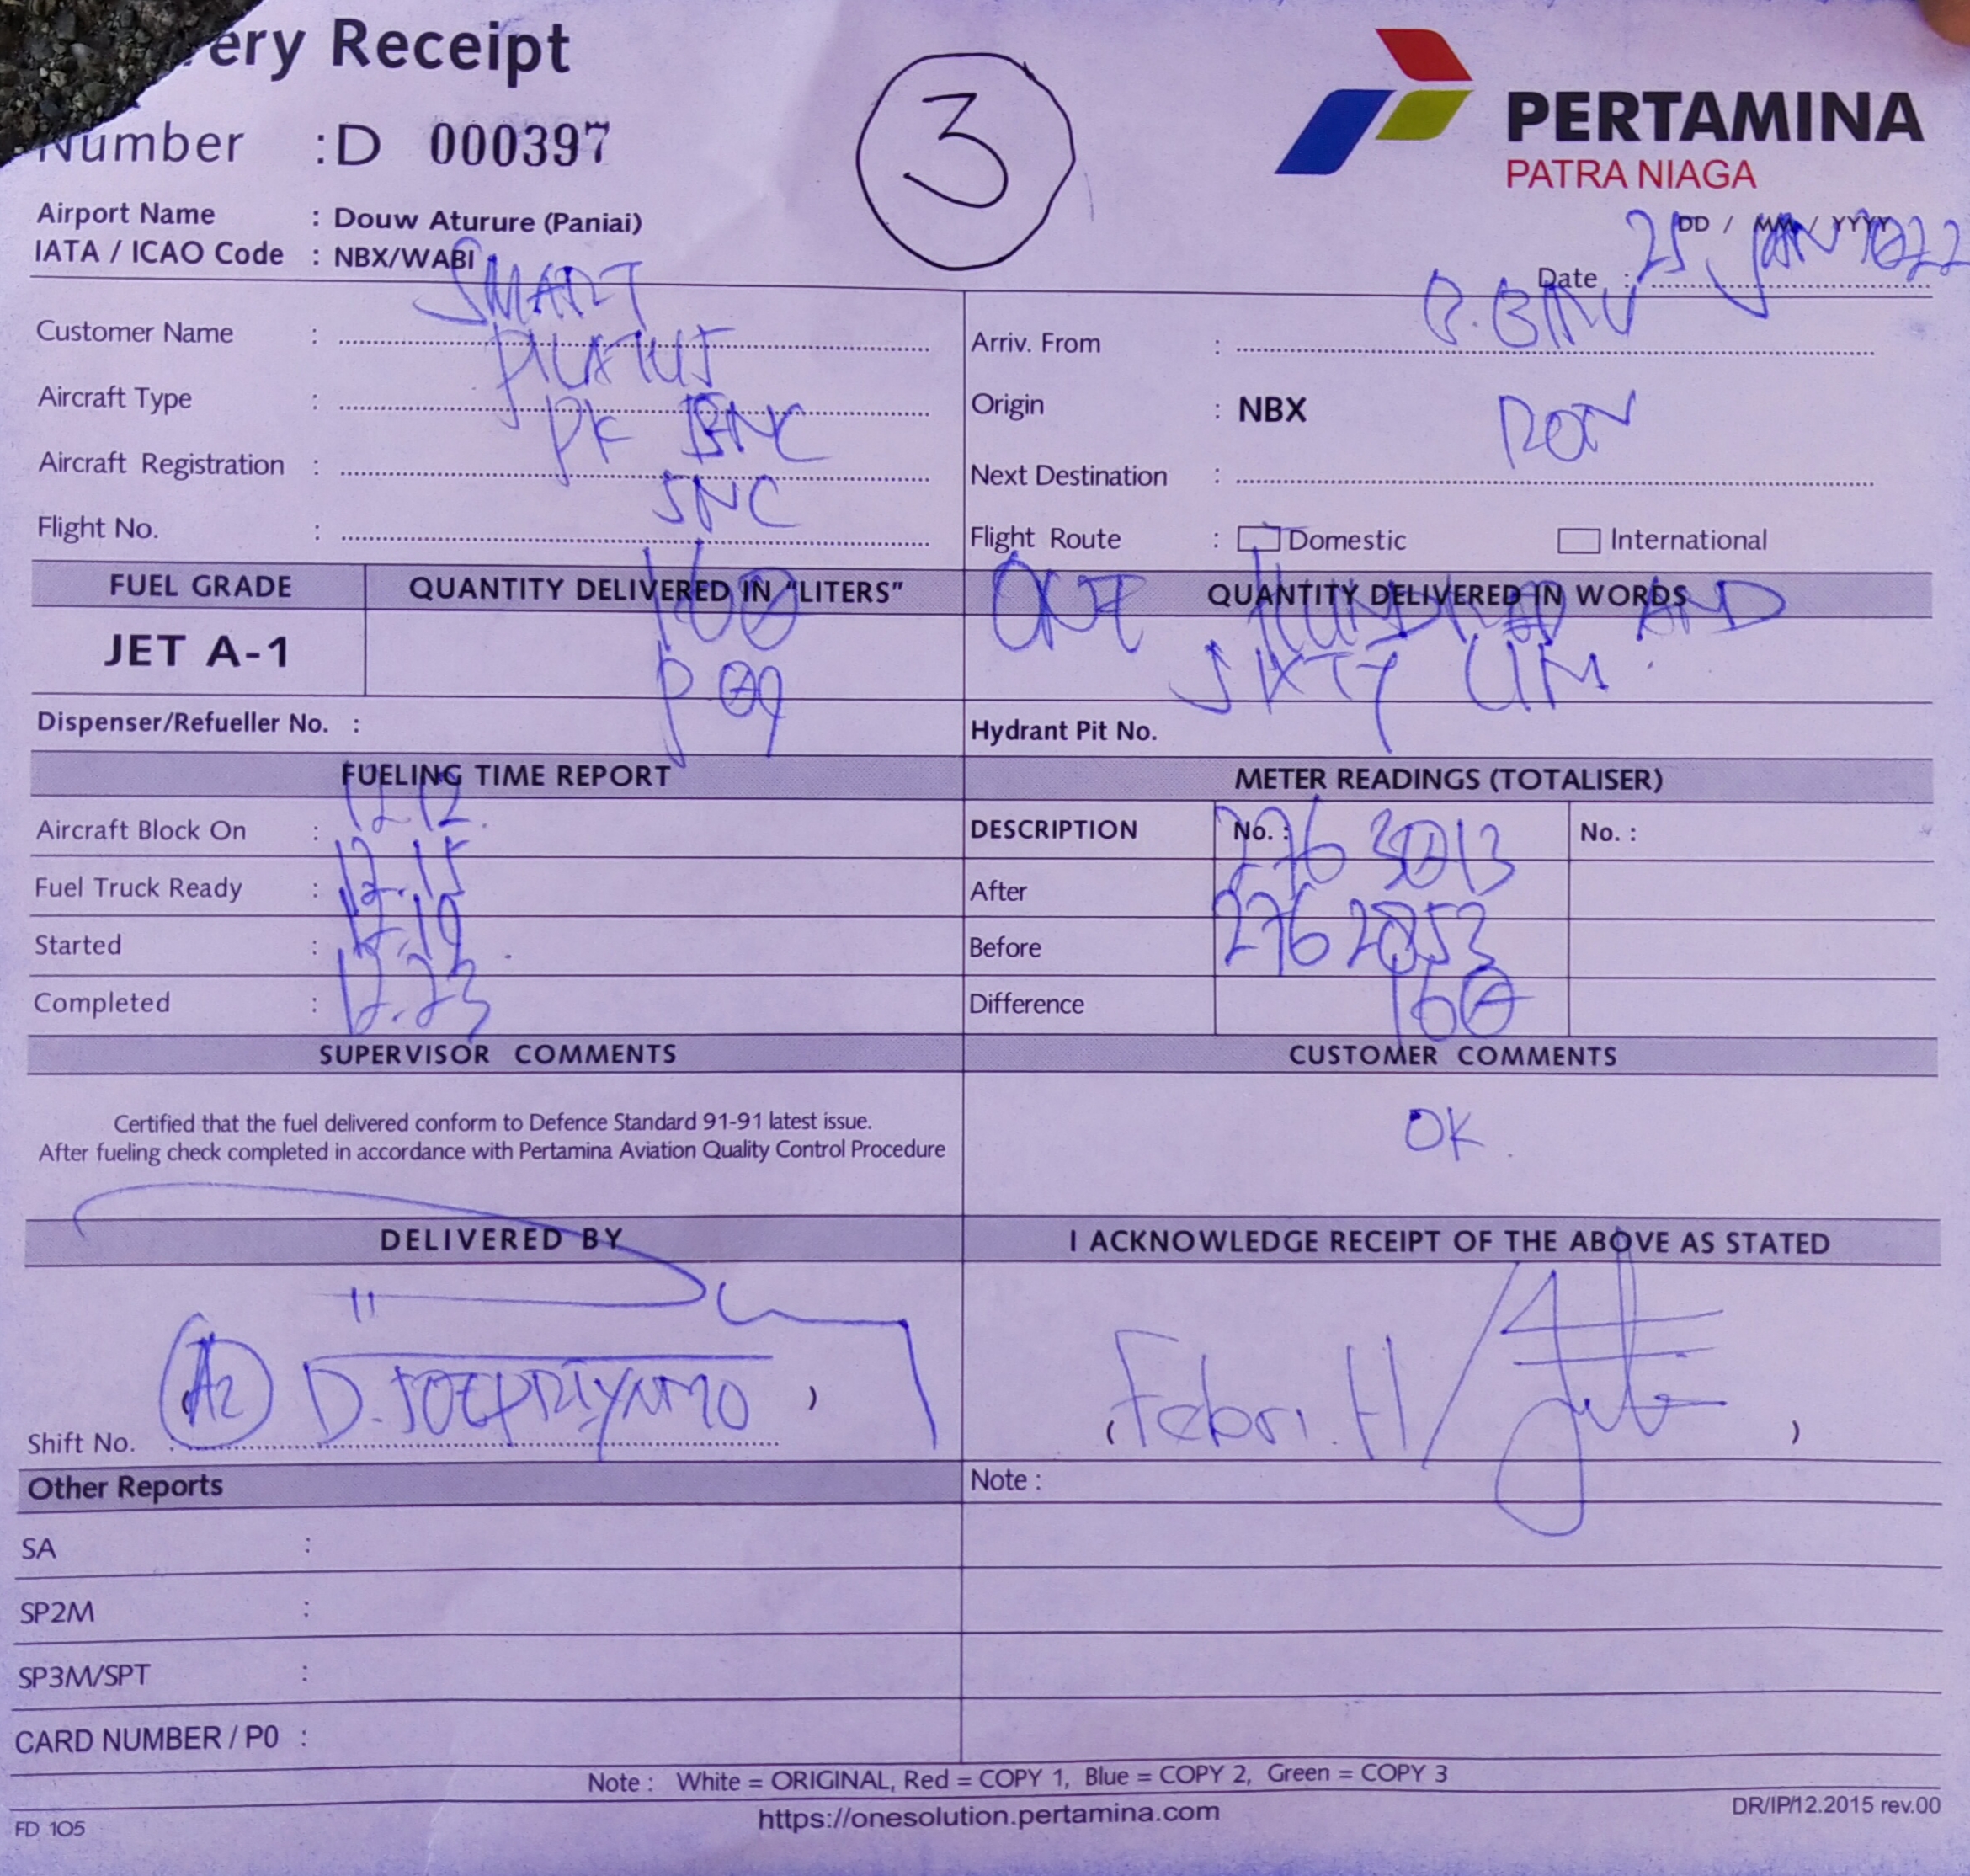 ery Receipt
Number : D 000397
3
PERTAMINA
PATRA NIAGA
Airport Name : Douw Aturure (Paniai)
IATA / ICAO Code : NBX/WABI
DD / MM / YYYY
Date : 25 JAN 2022
Customer Name : SMART
Aircraft Type : PILATUS
Aircraft Registration : PK SNC
Flight No. : SNC
Arriv. From :
Origin : NBX
Next Destination : RON
Flight Route : Domestic International
FUEL GRADE QUANTITY DELIVERED IN "LITERS" QUANTITY DELIVERED IN WORDS
JET A-1 160 ONE HUNDRED AND
SIXTY
Dispenser/Refueller No. : P.09
Hydrant Pit No.
FUELING TIME REPORT METER READINGS (TOTALISER)
Aircraft Block On : 12.12 DESCRIPTION No. : No. :
Fuel Truck Ready : 12.15 After 2763013
Started : 12.19 Before 2762853
Completed : 12.23 Difference 160
SUPERVISOR COMMENTS CUSTOMER COMMENTS
Certified that the fuel delivered conform to Defence Standard 91-91 latest issue.
After fueling check completed in accordance with Pertamina Aviation Quality Control Procedure
OK
DELIVERED BY I ACKNOWLEDGE RECEIPT OF THE ABOVE AS STATED
Shift No. A2 D. SOEPRIYATNO )
( Febri. H / )
Other Reports Note :
SA :
SP2M :
SP3M/SPT :
CARD NUMBER / P0 :
Note : White = ORIGINAL, Red = COPY 1, Blue = COPY 2, Green = COPY 3
https://onesolution.pertamina.com
FD 105
DR/IP/12.2015 rev.00